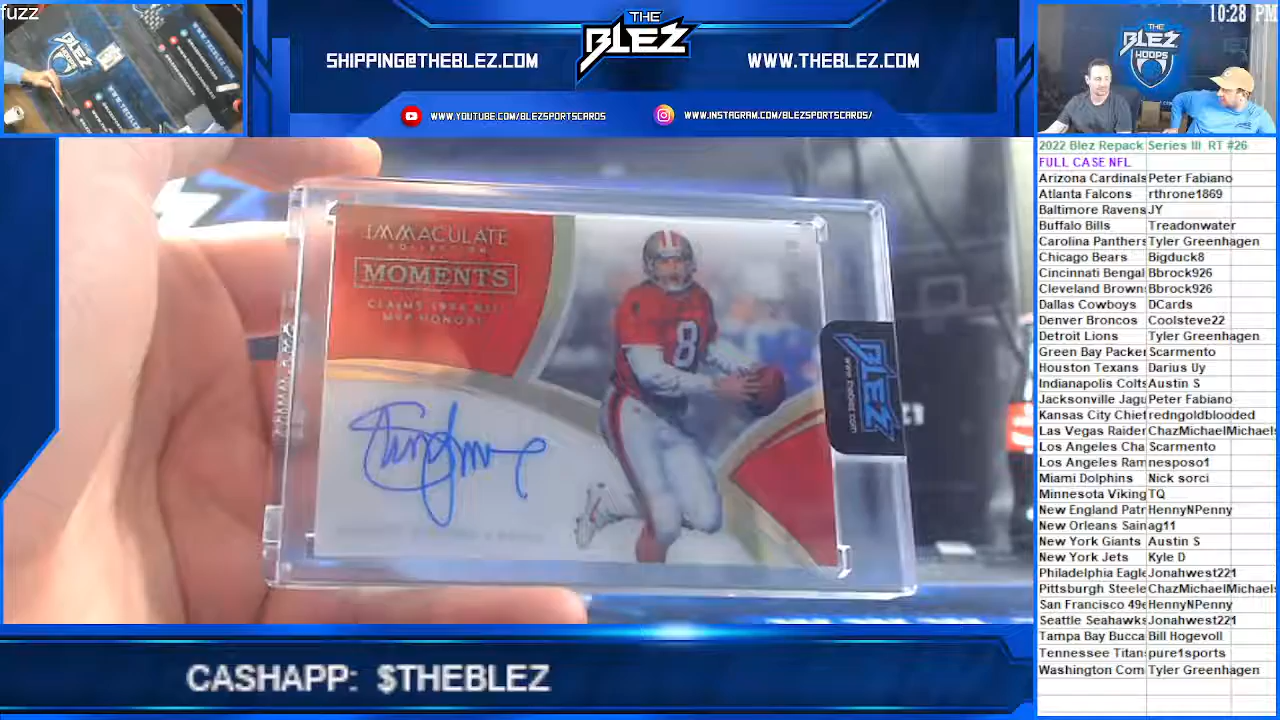 fuzz
SHIPPING@THEBLEZ.COM
THE
BLEZ
WWW.THEBLEZ.COM
WWW.YOUTUBE.COM/BLEZSPORTSCARDS
WWW.INSTAGRAM.COM/BLEZSPORTSCAROS/
10:28 PM
THE
BLEZ
HOOPS
IMMACULATE
COLLECTION
MOMENTS
CLAIMS 1994 NFL
MVP HONORS
8
BLEZ
www.theblez.com
2022 Blez Repack Series III RT #26
FULL CASE NFL
Arizona Cardinals Peter Fabiano
Atlanta Falcons rthrone1869
Baltimore Ravens JY
Buffalo Bills Treadonwater
Carolina Panthers Tyler Greenhagen
Chicago Bears Bigduck8
Cincinnati Bengal Bbrock926
Cleveland Brown Bbrock926
Dallas Cowboys DCards
Denver Broncos Coolsteve22
Detroit Lions Tyler Greenhagen
Green Bay Packer Scarmento
Houston Texans Darius Uy
Indianapolis Colts Austin S
Jacksonville Jagu Peter Fabiano
Kansas City Chief redngoldblooded
Las Vegas Raider ChazMichaelMichaels
Los Angeles Cha Scarmento
Los Angeles Ram nesposo1
Miami Dolphins Nick sorci
Minnesota Viking TQ
New England Patr HennyNPenny
New Orleans Sain ag11
New York Giants Austin S
New York Jets Kyle D
Philadelphia Eagle Jonahwest221
Pittsburgh Steele ChazMichaelMichaels
San Francisco 49e HennyNPenny
Seattle Seahawks Jonahwest221
Tampa Bay Bucca Bill Hogevoll
Tennessee Titan pure1sports
Washington Com Tyler Greenhagen
CASHAPP: $THEBLEZ